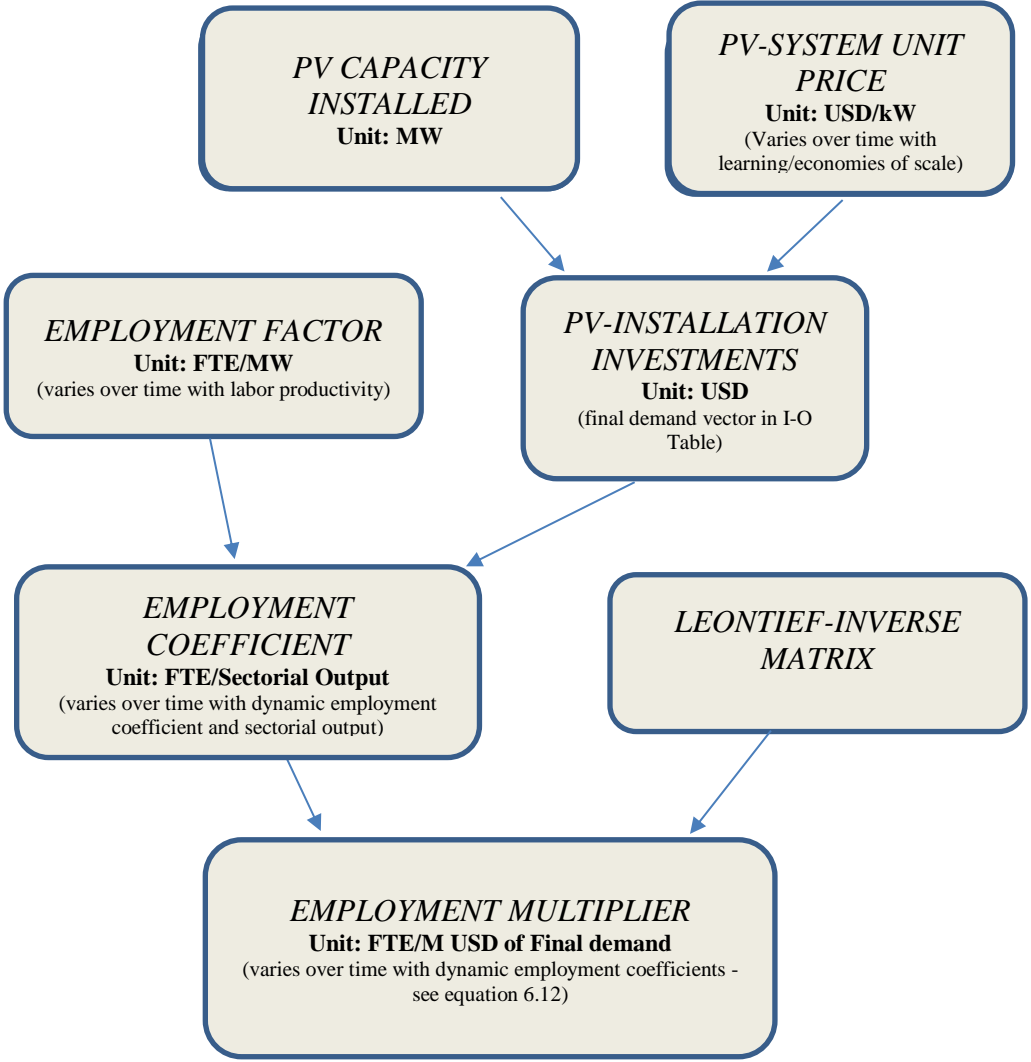 PV CAPACITY
INSTALLED
Unit: MW
PV-SYSTEM UNIT
PRICE
Unit: USD/kW
(Varies over time with
learning/economies of scale)
EMPLOYMENT FACTOR
Unit: FTE/MW
(varies over time with labor productivity)
PV-INSTALLATION
INVESTMENTS
Unit: USD
(final demand vector in I-O
Table)
EMPLOYMENT
COEFFICIENT
Unit: FTE/Sectorial Output
(varies over time with dynamic employment
coefficient and sectorial output)
LEONTIEF-INVERSE
MATRIX
EMPLOYMENT MULTIPLIER
Unit: FTE/M USD of Final demand
(varies over time with dynamic employment coefficients -
see equation 6.12)